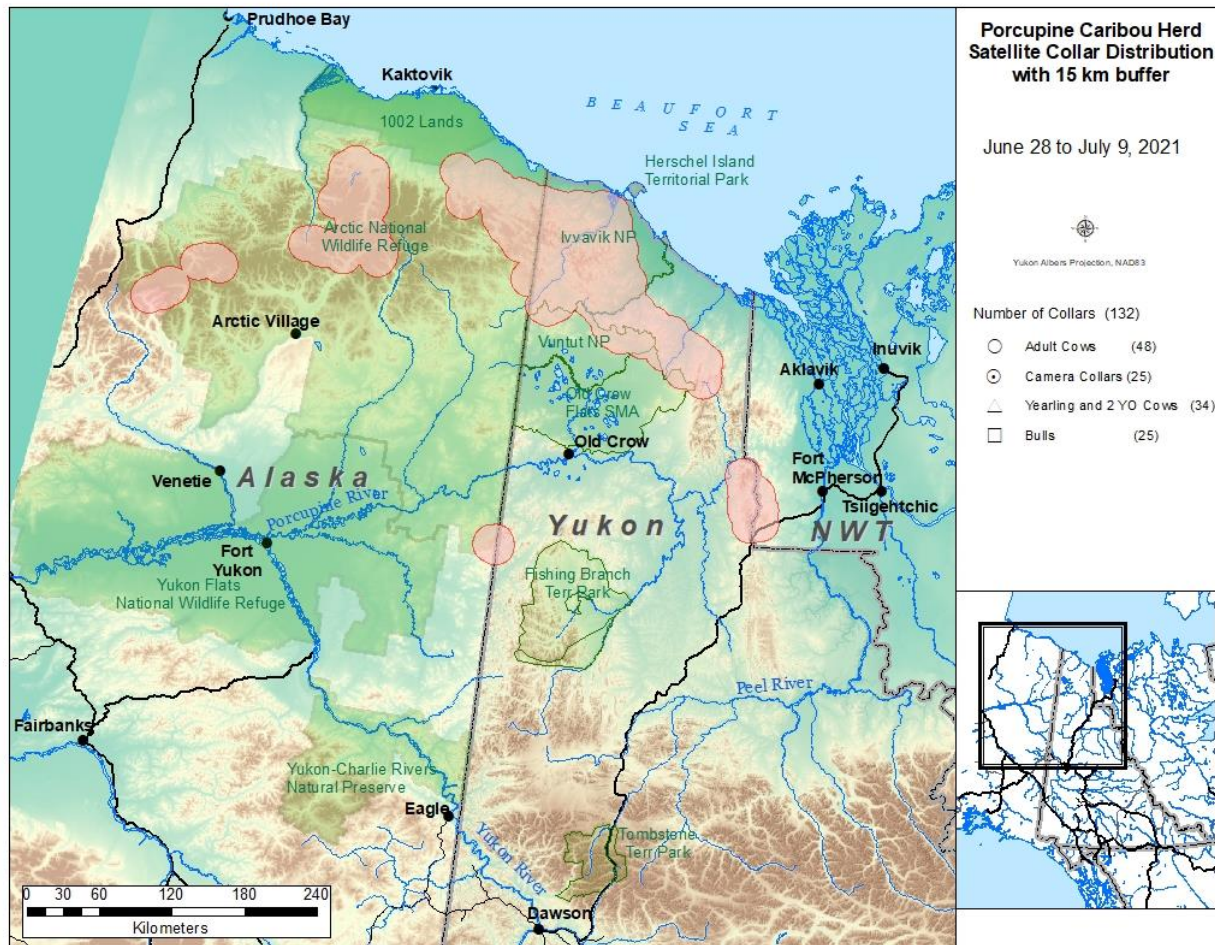 Prudhoe Bay
Kaktovik
1002 Lands
B E A U F O R T
S E A
Herschel Island
Territorial Park
Arctic National
Wildlife Refuge
Ivvavik NP
Arctic Village
Vuntut NP
Old Crow
Flats SMA
Old Crow
Aklavik
Inuvik
Fort
McPherson
Tsiigehtchic
Venetie
Alaska
Porcupine River
Yukon
NWT
Fort
Yukon
Yukon Flats
National Wildlife Refuge
Fishing Branch
Terr Park
Peel River
Fairbanks
Yukon-Charlie Rivers
Natural Preserve
Eagle
Yukon River
Tombstone
Terr Park
Dawson
0 30 60 120 180 240
Kilometers
Porcupine Caribou Herd
Satellite Collar Distribution
with 15 km buffer
June 28 to July 9, 2021
Yukon Albers Projection, NAD83
Number of Collars (132)
Adult Cows (48)
Camera Collars (25)
Yearling and 2 YO Cows (34)
Bulls (25)